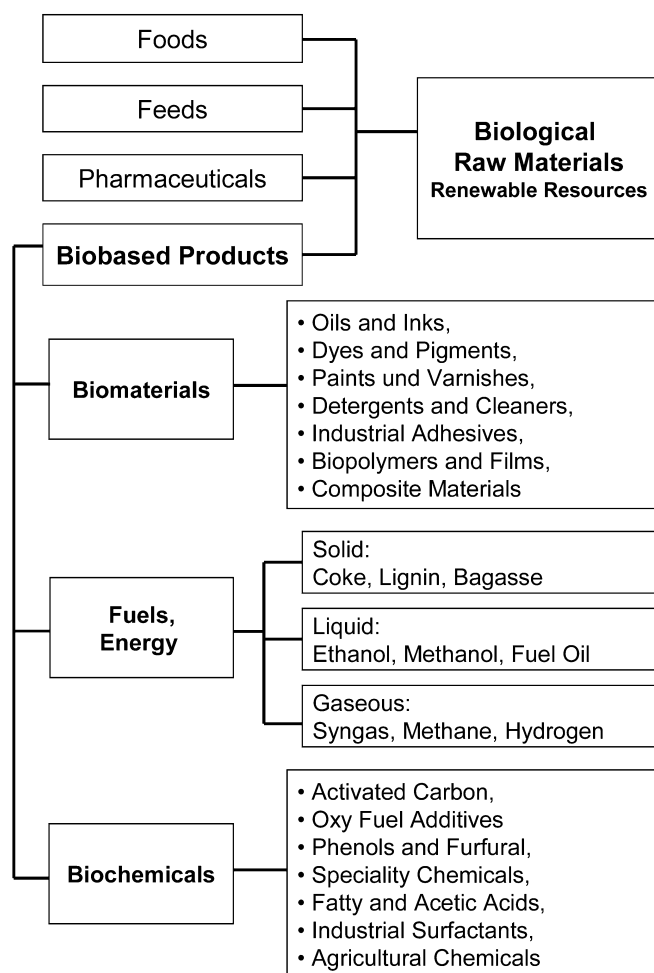 Foods
Feeds
Pharmaceuticals
Biobased Products
Biological
Raw Materials
Renewable Resources
Biomaterials
• Oils and Inks,
• Dyes and Pigments,
• Paints und Varnishes,
• Detergents and Cleaners,
• Industrial Adhesives,
• Biopolymers and Films,
• Composite Materials
Fuels,
Energy
Solid:
Coke, Lignin, Bagasse
Liquid:
Ethanol, Methanol, Fuel Oil
Gaseous:
Syngas, Methane, Hydrogen
Biochemicals
• Activated Carbon,
• Oxy Fuel Additives
• Phenols and Furfural,
• Speciality Chemicals,
• Fatty and Acetic Acids,
• Industrial Surfactants,
• Agricultural Chemicals